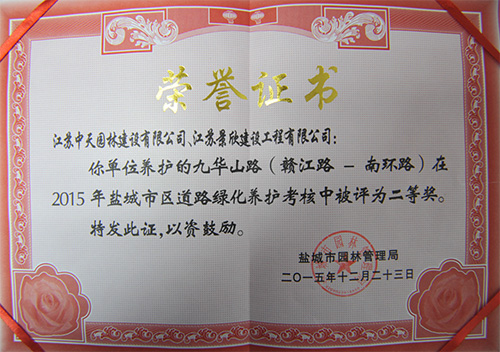 荣誉证书
江苏中天园林建设有限公司、江苏景欣建设工程有限公司:
你单位养护的九华山路(赣江路 - 南环路)在
2015年盐城市区道路绿化养护考核中被评为二等奖。
特发此证,以资鼓励。
盐城市园林管理局
二〇一五年十二月二十三日